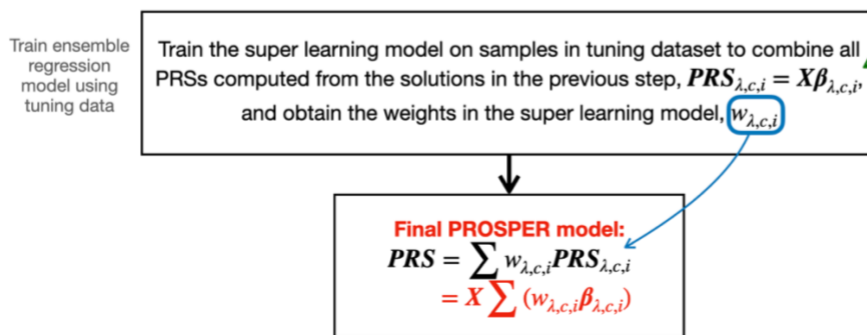 Train ensemble
regression
model using
tuning data
Train the super learning model on samples in tuning dataset to combine all
PRSs computed from the solutions in the previous step, PRS_{λ,c,i} = Xβ_{λ,c,i},
and obtain the weights in the super learning model, w_{λ,c,i}
Final PROSPER model:
PRS = ∑ w_{λ,c,i}PRS_{λ,c,i}
= X ∑ (w_{λ,c,i}β_{λ,c,i})